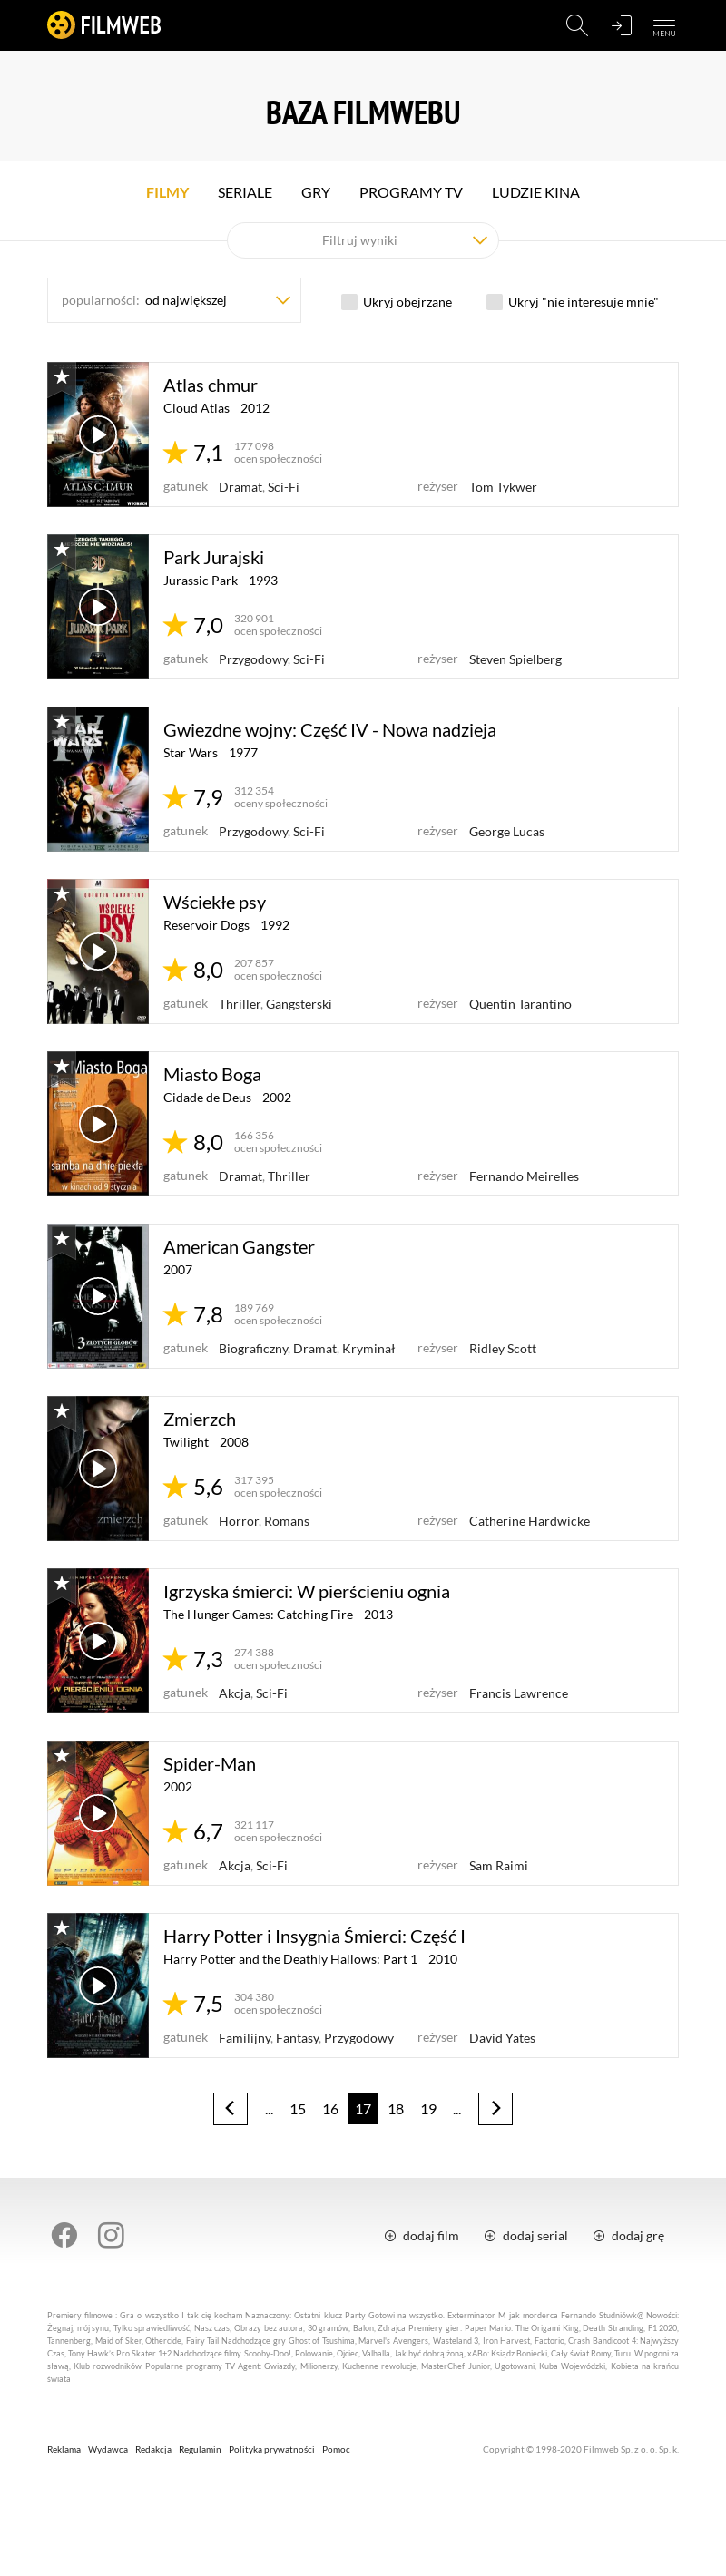 FILMWEB
MENU
BAZA FILMWEBU
FILMY SERIALE GRY PROGRAMY TV LUDZIE KINA
Filtruj wyniki
popularności: od największej
Ukryj obejrzane Ukryj "nie interesuje mnie"
ATLAS CHMUR
Atlas chmur
Cloud Atlas 2012
7,1 177 098
ocen społeczności
gatunek Dramat, Sci-Fi reżyser Tom Tykwer
3D
JURASSIC PARK
Park Jurajski
Jurassic Park 1993
7,0 320 901
ocen społeczności
gatunek Przygodowy, Sci-Fi reżyser Steven Spielberg
STAR WARS
Gwiezdne wojny: Część IV - Nowa nadzieja
Star Wars 1977
7,9 312 354
oceny społeczności
gatunek Przygodowy, Sci-Fi reżyser George Lucas
WŚCIEKŁE PSY
Wściekłe psy
Reservoir Dogs 1992
8,0 207 857
ocen społeczności
gatunek Thriller, Gangsterski reżyser Quentin Tarantino
Miasto Boga
samba na dnie piekła
w kinach od 9 stycznia
Miasto Boga
Cidade de Deus 2002
8,0 166 356
ocen społeczności
gatunek Dramat, Thriller reżyser Fernando Meirelles
3 ZŁOTYCH GLOBÓW
American Gangster
2007
7,8 189 769
ocen społeczności
gatunek Biograficzny, Dramat, Kryminał reżyser Ridley Scott
zmierzch
Zmierzch
Twilight 2008
5,6 317 395
ocen społeczności
gatunek Horror, Romans reżyser Catherine Hardwicke
IGRZYSKA ŚMIERCI
W PIERŚCIENIU OGNIA
Igrzyska śmierci: W pierścieniu ognia
The Hunger Games: Catching Fire 2013
7,3 274 388
ocen społeczności
gatunek Akcja, Sci-Fi reżyser Francis Lawrence
SPIDER-MAN
Spider-Man
2002
6,7 321 117
ocen społeczności
gatunek Akcja, Sci-Fi reżyser Sam Raimi
Harry Potter
Harry Potter i Insygnia Śmierci: Część I
Harry Potter and the Deathly Hallows: Part 1 2010
7,5 304 380
ocen społeczności
gatunek Familijny, Fantasy, Przygodowy reżyser David Yates
... 15 16 17 18 19 ...
dodaj film dodaj serial dodaj grę
Premiery filmowe : Gra o wszystko I tak cię kocham Naznaczony: Ostatni klucz Party Gotowi na wszystko. Exterminator M jak morderca Fernando Studniówk@ Nowości:
Żegnaj, mój synu, Tylko sprawiedliwość, Nasz czas, Obrazy bez autora, 30 gramów, Balon, Zdrajca Premiery gier: Paper Mario: The Origami King, Death Stranding, F1 2020,
Tannenberg, Maid of Sker, Othercide, Fairy Tail Nadchodzące gry Ghost of Tsushima, Marvel's Avengers, Wasteland 3, Iron Harvest, Factorio, Crash Bandicoot 4: Najwyższy
Czas, Tony Hawk's Pro Skater 1+2 Nadchodzące filmy Scooby-Doo!, Polowanie, Ojciec, Valhalla, Jak być dobrą żoną, xABo: Ksiądz Boniecki, Cały świat Romy, Turu. W pogoni za
sławą, Klub rozwodników Popularne programy TV Agent: Gwiazdy, Milionerzy, Kuchenne rewolucje, MasterChef Junior, Ugotowani, Kuba Wojewódzki, Kobieta na krańcu
świata
Reklama Wydawca Redakcja Regulamin Polityka prywatności Pomoc Copyright © 1998-2020 Filmweb Sp. z o. o. Sp. k.